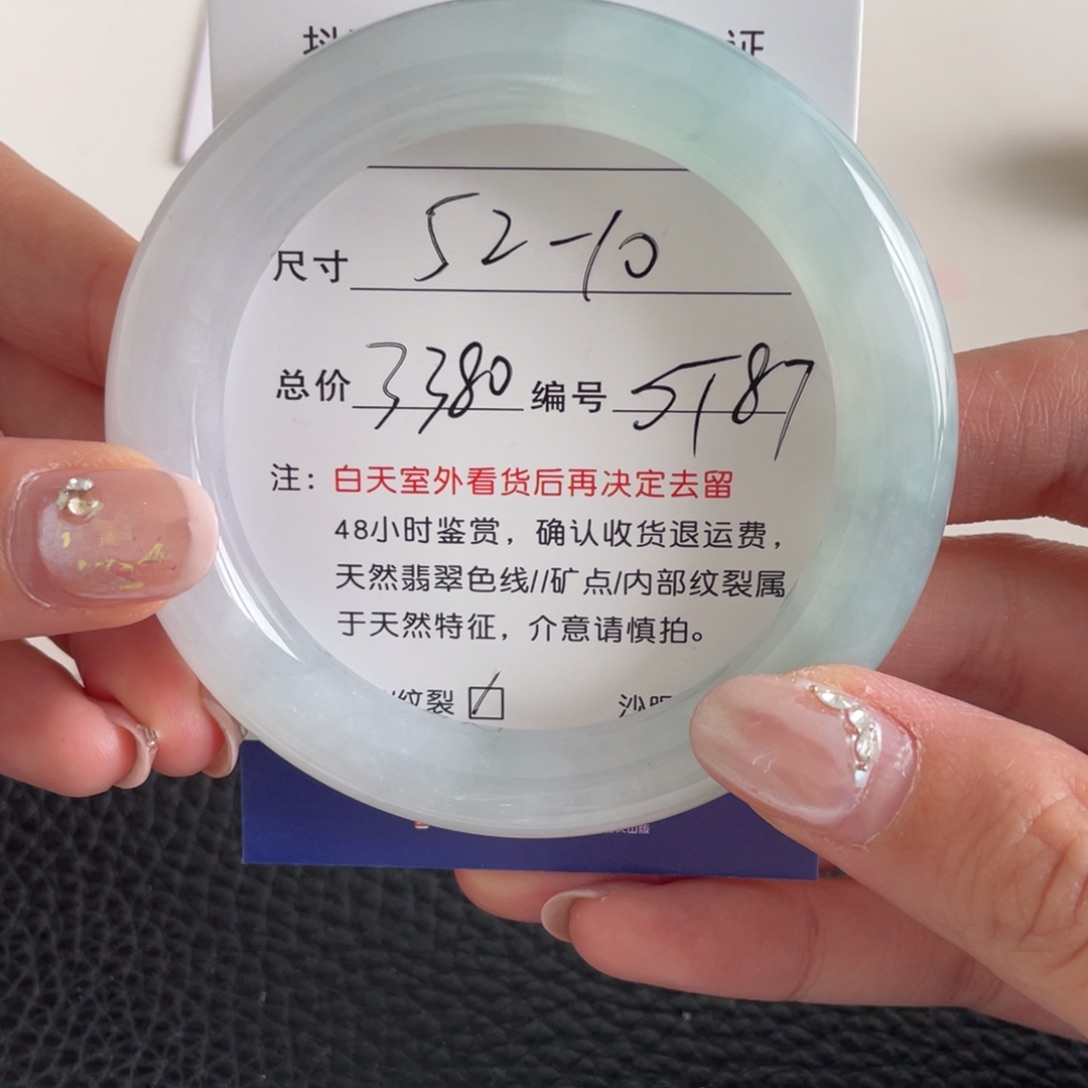 证
尺寸 52-10
总价 3380 编号 5187
注：白天室外看货后再决定去留
48小时鉴赏，确认收货退运费，
天然翡翠色线//矿点/内部纹裂属
于天然特征，介意请慎拍。
/纹裂 ☑